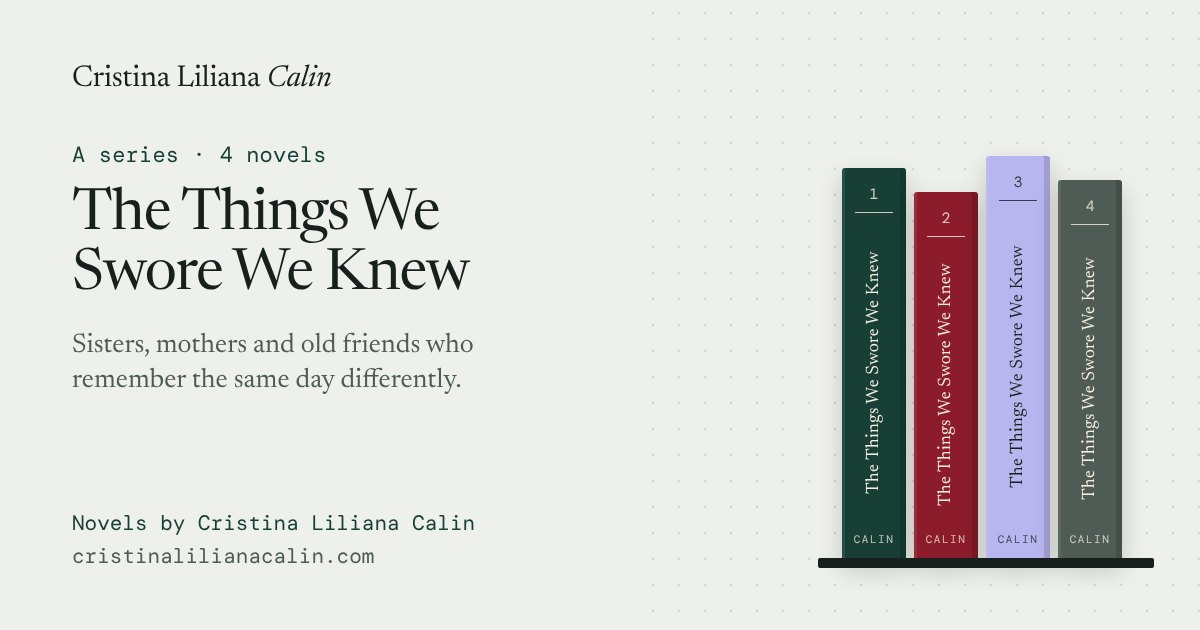 Cristina Liliana Calin
A series · 4 novels
The Things We
Swore We Knew
Sisters, mothers and old friends who
remember the same day differently.
Novels by Cristina Liliana Calin
cristinalilianacalin.com
1
The Things We Swore We Knew
CALIN
2
The Things We Swore We Knew
CALIN
3
The Things We Swore We Knew
CALIN
4
The Things We Swore We Knew
CALIN